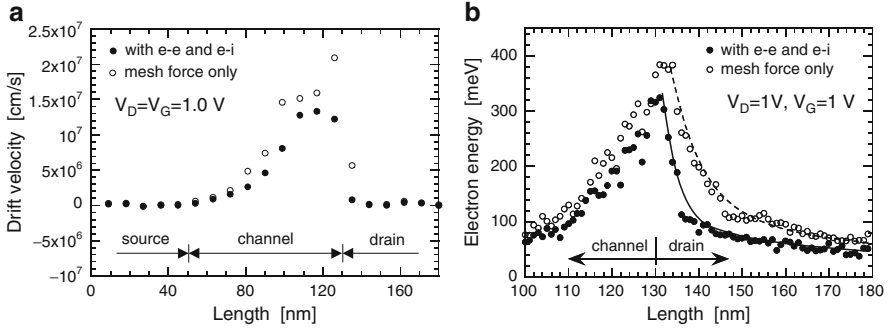 a
2.5x10⁷
2x10⁷
1.5x10⁷
10⁷
5x10⁶
0
−5x10⁶
−10⁷
Drift velocity [cm/s]
with e-e and e-i
mesh force only
V_D=V_G=1.0 V
source
channel
drain
0
40
80
120
160
Length [nm]
b
400
300
200
100
0
Electron energy [meV]
with e-e and e-i
mesh force only
V_D=1V, V_G=1 V
channel
drain
100
110
120
130
140
150
160
170
180
Length [nm]